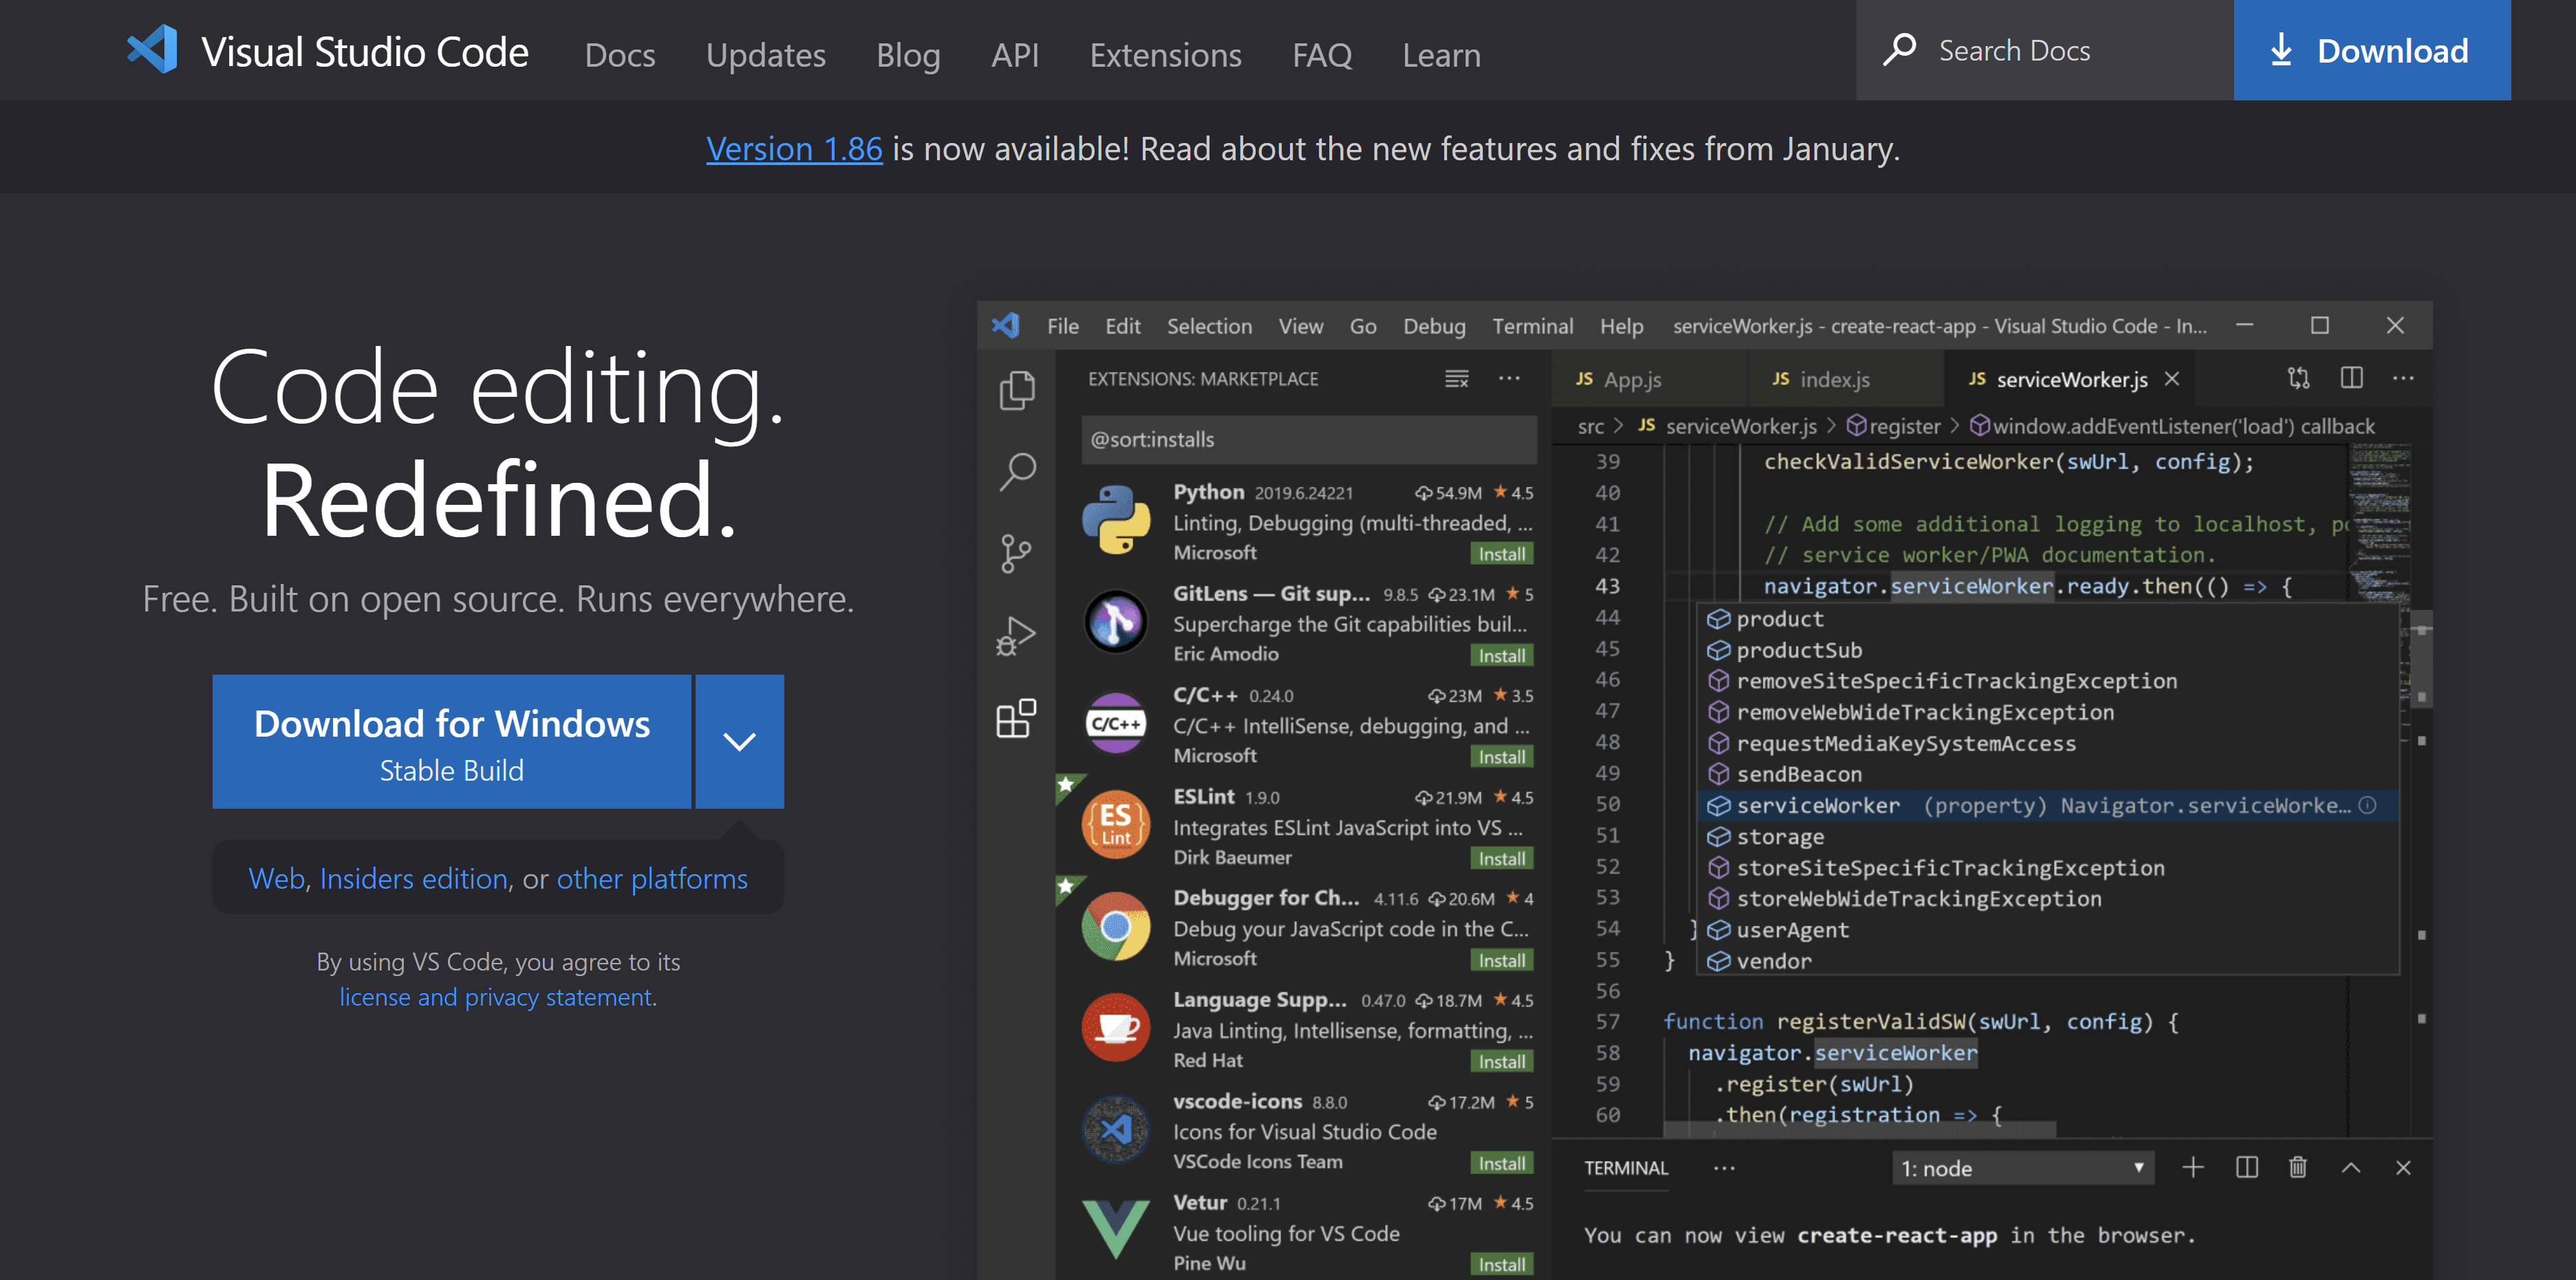 Visual Studio Code Docs Updates Blog API Extensions FAQ Learn Search Docs Download
Version 1.86 is now available! Read about the new features and fixes from January.
Code editing.
Redefined.
Free. Built on open source. Runs everywhere.
Download for Windows
Stable Build
Web, Insiders edition, or other platforms
By using VS Code, you agree to its
license and privacy statement.
File Edit Selection View Go Debug Terminal Help serviceWorker.js - create-react-app - Visual Studio Code - In...
EXTENSIONS: MARKETPLACE
@sort:installs
Python 2019.6.24221 54.9M 4.5
Linting, Debugging (multi-threaded, ...
Microsoft Install
GitLens — Git sup... 9.8.5 23.1M 5
Supercharge the Git capabilities buil...
Eric Amodio Install
C/C++
C/C++ 0.24.0 23M 3.5
C/C++ IntelliSense, debugging, and ...
Microsoft Install
ES
Lint
ESLint 1.9.0 21.9M 4.5
Integrates ESLint JavaScript into VS ...
Dirk Baeumer Install
Debugger for Ch... 4.11.6 20.6M 4
Debug your JavaScript code in the C...
Microsoft Install
Language Supp... 0.47.0 18.7M 4.5
Java Linting, Intellisense, formatting, ...
Red Hat Install
vscode-icons 8.8.0 17.2M 5
Icons for Visual Studio Code
VSCode Icons Team Install
Vetur 0.21.1 17M 4.5
Vue tooling for VS Code
Pine Wu Install
JS App.js JS index.js JS serviceWorker.js
src > JS serviceWorker.js > register > window.addEventListener('load') callback
39 checkValidServiceWorker(swUrl, config);
40
41 // Add some additional logging to localhost,
42 // service worker/PWA documentation.
43 navigator.serviceWorker.ready.then(() => {
44 product
45 productSub
46 removeSiteSpecificTrackingException
47 removeWebWideTrackingException
48 requestMediaKeySystemAccess
49 sendBeacon
50 serviceWorker (property) Navigator.serviceWorke...
51 storage
52 storeSiteSpecificTrackingException
53 storeWebWideTrackingException
54 } userAgent
55 } vendor
56
57 function registerValidSW(swUrl, config) {
58 navigator.serviceWorker
59 .register(swUrl)
60 .then(registration => {
TERMINAL ... 1: node
You can now view create-react-app in the browser.